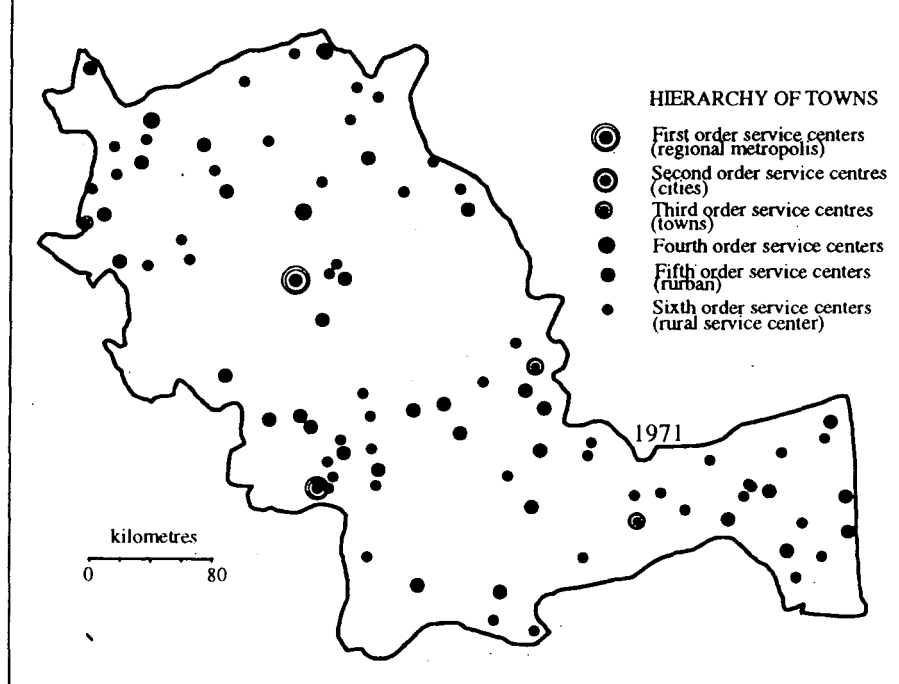 HIERARCHY OF TOWNS
First order service centers
(regional metropolis)
Second order service centres
(cities)
Third order service centres
(towns)
Fourth order service centers
Fifth order service centers
(rurban)
Sixth order service centers
(rural service center)
1971
kilometres
0 80